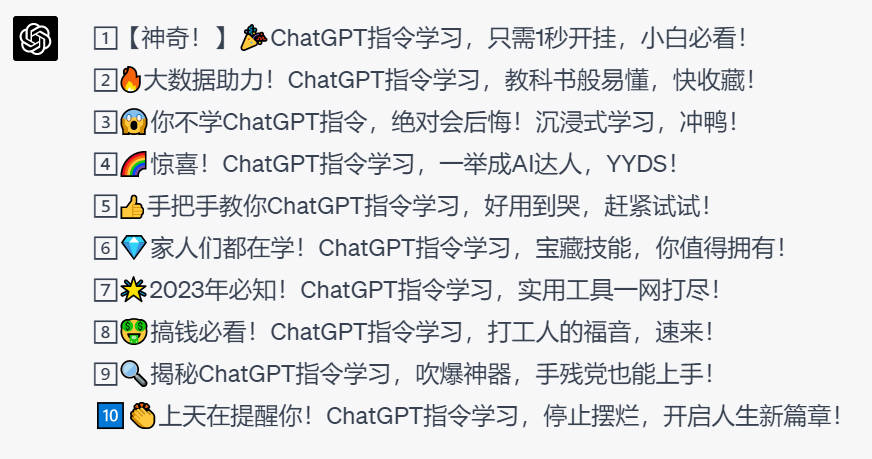 1️⃣【神奇！】🎉ChatGPT指令学习，只需1秒开挂，小白必看！
2️⃣🔥大数据助力！ChatGPT指令学习，教科书般易懂，快收藏！
3️⃣😱你不学ChatGPT指令，绝对会后悔！沉浸式学习，冲鸭！
4️⃣🌈惊喜！ChatGPT指令学习，一举成AI达人，YYDS！
5️⃣👍手把手教你ChatGPT指令学习，好用到哭，赶紧试试！
6️⃣💎家人们都在学！ChatGPT指令学习，宝藏技能，你值得拥有！
7️⃣🌟2023年必知！ChatGPT指令学习，实用工具一网打尽！
8️⃣🤑搞钱必看！ChatGPT指令学习，打工人的福音，速来！
9️⃣🔍揭秘ChatGPT指令学习，吹爆神器，手残党也能上手！
🔟👏上天在提醒你！ChatGPT指令学习，停止摆烂，开启人生新篇章！